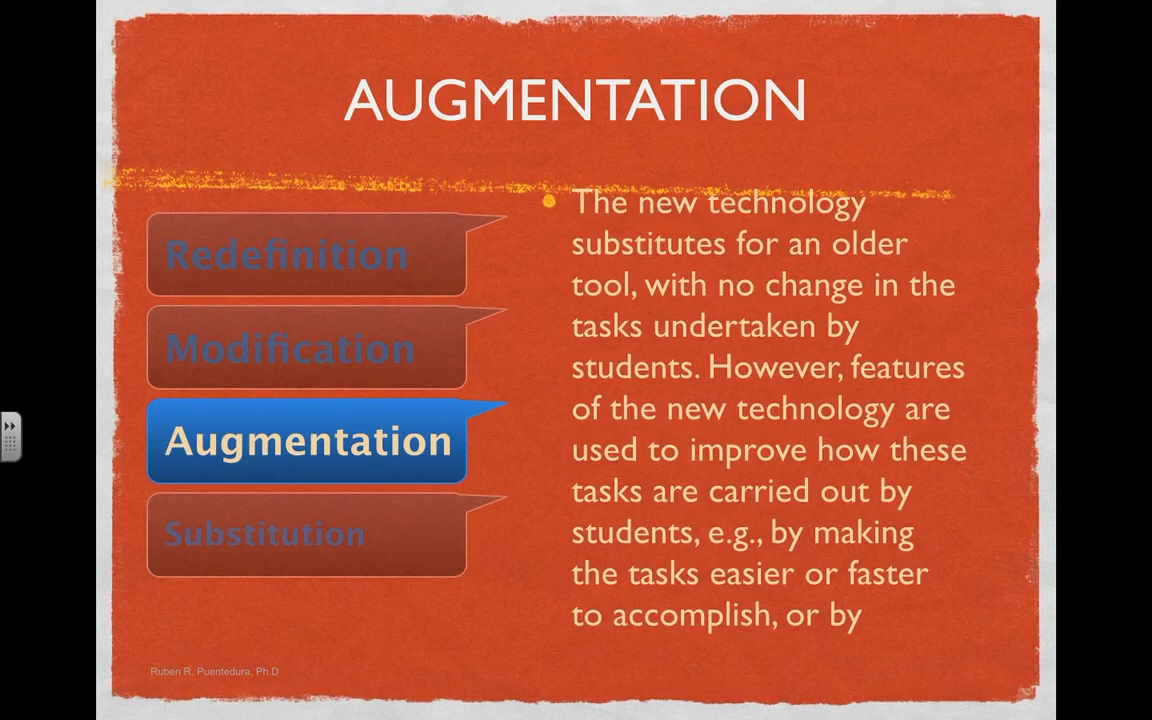 AUGMENTATION
Redefinition
Modification
Augmentation
Substitution
The new technology
substitutes for an older
tool, with no change in the
tasks undertaken by
students. However, features
of the new technology are
used to improve how these
tasks are carried out by
students, e.g., by making
the tasks easier or faster
to accomplish, or by
Ruben R. Puentedura, Ph.D